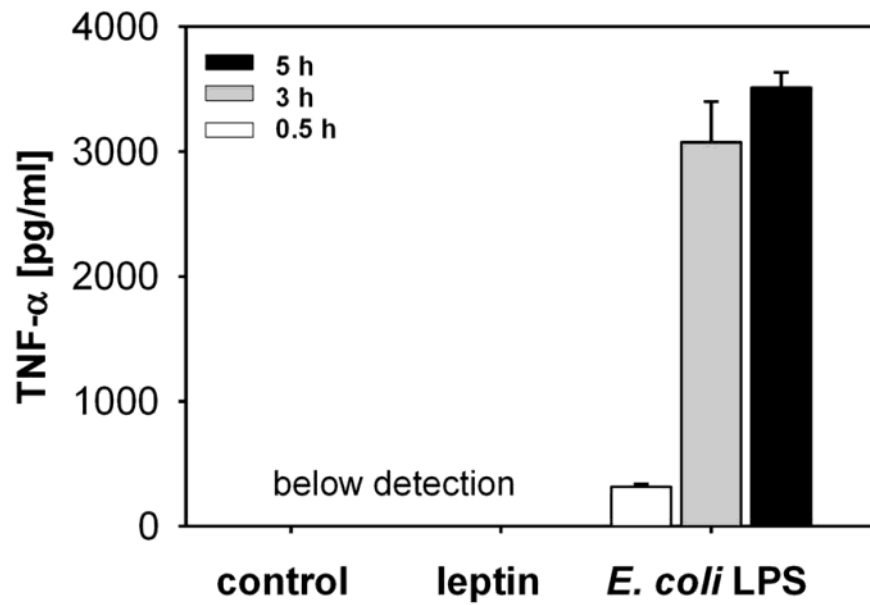 4000
3000
2000
1000
0
TNF-α [pg/ml]
5 h
3 h
0.5 h
below detection
control leptin E. coli LPS